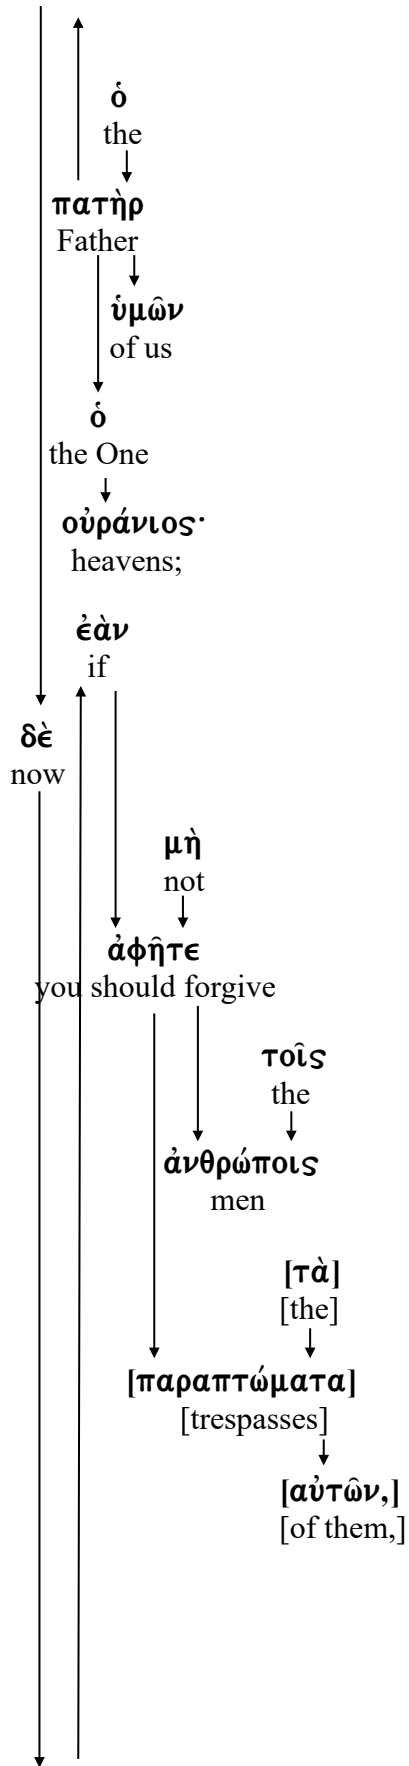 ὁ
the
πατὴρ
Father
ὑμῶν
of us
ὁ
the One
οὐράνιος·
heavens;
ἐὰν
if
δὲ
now
μὴ
not
ἀφῆτε
you should forgive
τοῖς
the
ἀνθρώποις
men
[τὰ]
[the]
[παραπτώματα]
[trespasses]
[αὐτῶν,]
[of them,]